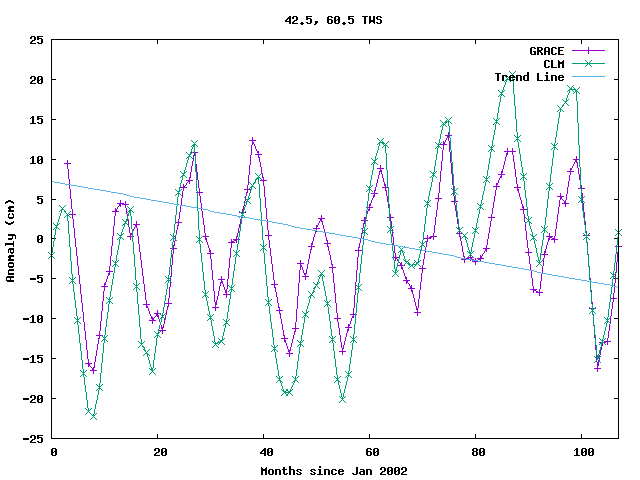 42.5, 60.5 TWS
GRACE
CLM
Trend Line
25
20
15
10
5
0
-5
-10
-15
-20
-25
Anomaly (cm)
0 20 40 60 80 100
Months since Jan 2002